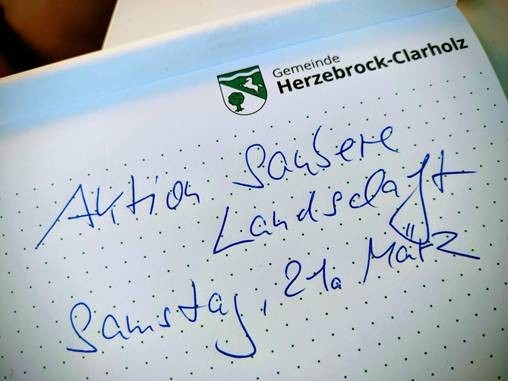 Gemeinde
Herzebrock-Clarholz
Aktion Saubere
Landschaft
Samstag, 21. März